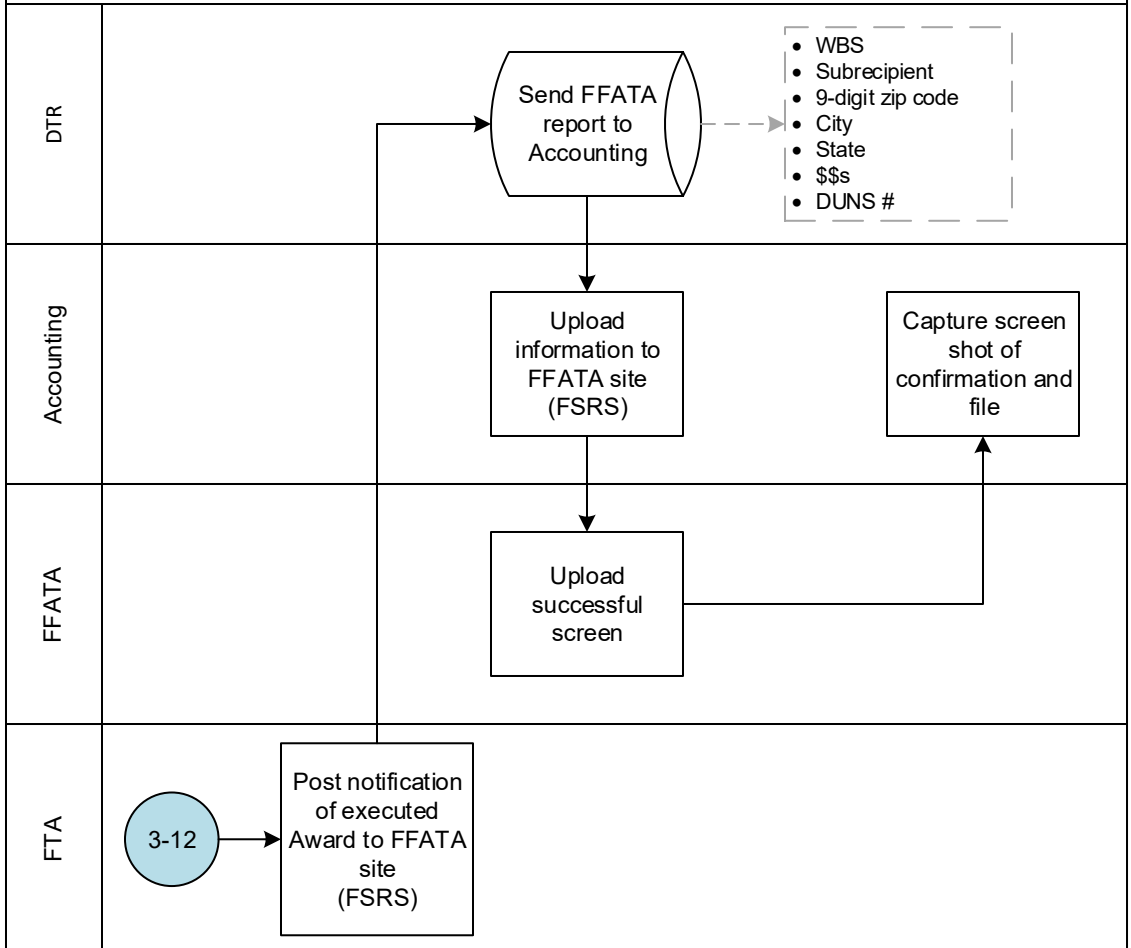 DTR
Send FFATA
report to
Accounting
• WBS
• Subrecipient
• 9-digit zip code
• City
• State
• $$s
• DUNS #
Accounting
Upload
information to
FFATA site
(FSRS)
Capture screen
shot of
confirmation and
file
FFATA
Upload
successful
screen
FTA
3-12
Post notification
of executed
Award to FFATA
site
(FSRS)